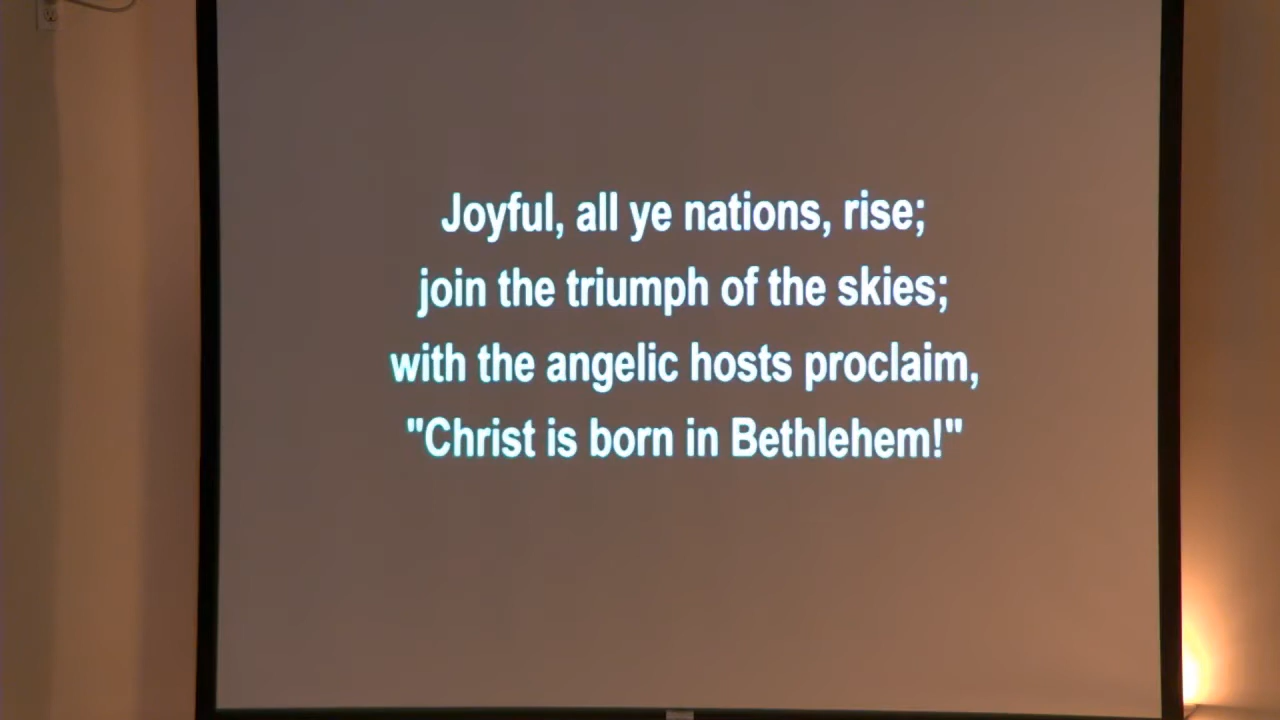 Joyful, all ye nations, rise;
join the triumph of the skies;
with the angelic hosts proclaim,
"Christ is born in Bethlehem!"